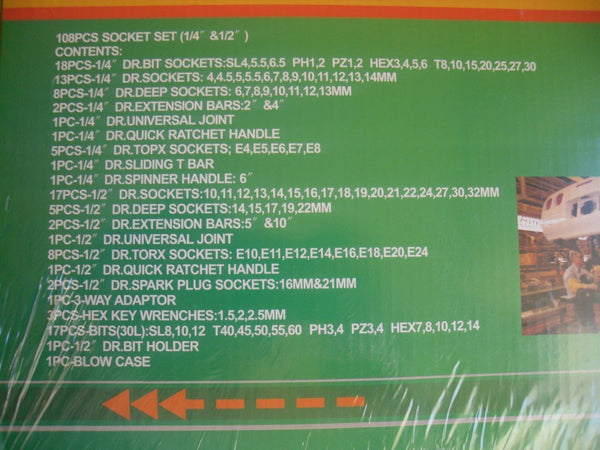 108PCS SOCKET SET (1/4″ &1/2″ )
CONTENTS:
18PCS-1/4″ DR.BIT SOCKETS:SL4,5.5,6.5 PH1,2 PZ1,2 HEX3,4,5,6 T8,10,15,20,25,27,30
13PCS-1/4″ DR.SOCKETS: 4,4.5,5,5.5,6,7,8,9,10,11,12,13,14MM
8PCS-1/4″ DR.DEEP SOCKETS: 6,7,8,9,10,11,12,13MM
2PCS-1/4″ DR.EXTENSION BARS:2″ &4″
1PC-1/4″ DR.UNIVERSAL JOINT
1PC-1/4″ DR.QUICK RATCHET HANDLE
5PCS-1/4″ DR.TOPX SOCKETS; E4,E5,E6,E7,E8
1PC-1/4″ DR.SLIDING T BAR
1PC-1/4″ DR.SPINNER HANDLE: 6″
17PCS-1/2″ DR.SOCKETS:10,11,12,13,14,15,16,17,18,19,20,21,22,24,27,30,32MM
5PCS-1/2″ DR.DEEP SOCKETS:14,15,17,19,22MM
2PCS-1/2″ DR.EXTENSION BARS:5″ &10″
1PC-1/2″ DR.UNIVERSAL JOINT
8PCS-1/2″ DR.TORX SOCKETS: E10,E11,E12,E14,E16,E18,E20,E24
1PC-1/2″ DR.QUICK RATCHET HANDLE
2PCS-1/2″ DR.SPARK PLUG SOCKETS:16MM&21MM
1PC-3-WAY ADAPTOR
3PCS-HEX KEY WRENCHES:1.5,2,2.5MM
17PCS-BITS(30L):SL8,10,12 T40,45,50,55,60 PH3,4 PZ3,4 HEX7,8,10,12,14
1PC-1/2″ DR.BIT HOLDER
1PC-BLOW CASE